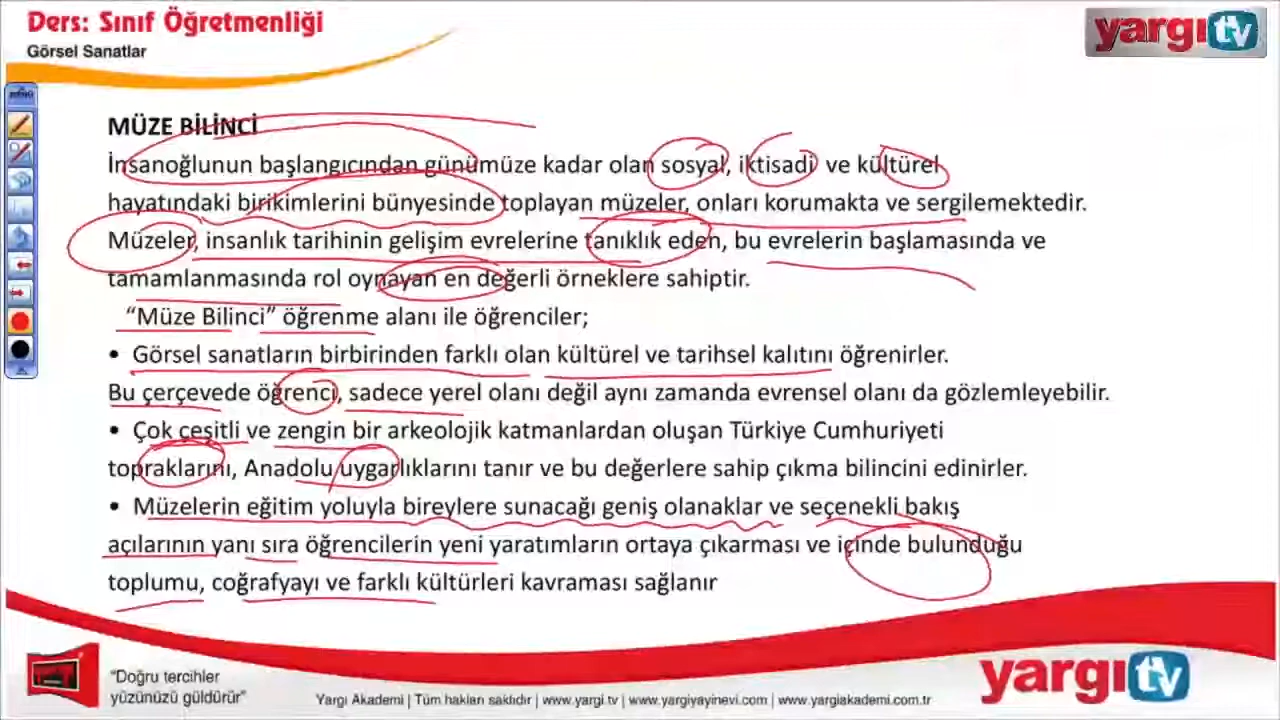 Ders: Sınıf Öğretmenliği
Görsel Sanatlar
yargı tv
MÜZE BİLİNCİ
İnsanoğlunun başlangıcından günümüze kadar olan sosyal, iktisadi ve kültürel
hayatındaki birikimlerini bünyesinde toplayan müzeler, onları korumakta ve sergilemektedir.
Müzeler, insanlık tarihinin gelişim evrelerine tanıklık eden, bu evrelerin başlamasında ve
tamamlanmasında rol oynayan en değerli örneklere sahiptir.
“Müze Bilinci” öğrenme alanı ile öğrenciler;
• Görsel sanatların birbirinden farklı olan kültürel ve tarihsel kalıtını öğrenirler.
Bu çerçevede öğrenci, sadece yerel olanı değil aynı zamanda evrensel olanı da gözlemleyebilir.
• Çok çeşitli ve zengin bir arkeolojik katmanlardan oluşan Türkiye Cumhuriyeti
topraklarını, Anadolu uygarlıklarını tanır ve bu değerlere sahip çıkma bilincini edinirler.
• Müzelerin eğitim yoluyla bireylere sunacağı geniş olanaklar ve seçenekli bakış
açılarının yanı sıra öğrencilerin yeni yaratımların ortaya çıkarması ve içinde bulunduğu
toplumu, coğrafyayı ve farklı kültürleri kavraması sağlanır
“Doğru tercihler
yüzünüzü güldürür”
Yargı Akademi | Tüm hakları saklıdır | www.yargi.tv | www.yargiyayinevi.com | www.yargiakademi.com.tr
yargı tv